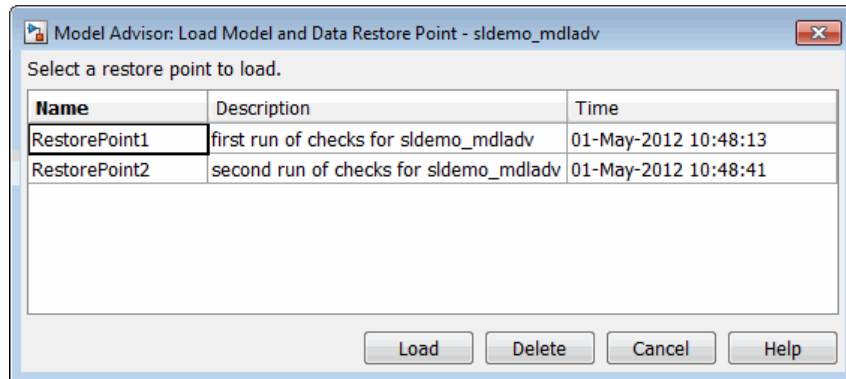 Model Advisor: Load Model and Data Restore Point - sldemo_mdladv
Select a restore point to load.
Name Description Time
RestorePoint1 first run of checks for sldemo_mdladv 01-May-2012 10:48:13
RestorePoint2 second run of checks for sldemo_mdladv 01-May-2012 10:48:41
Load Delete Cancel Help